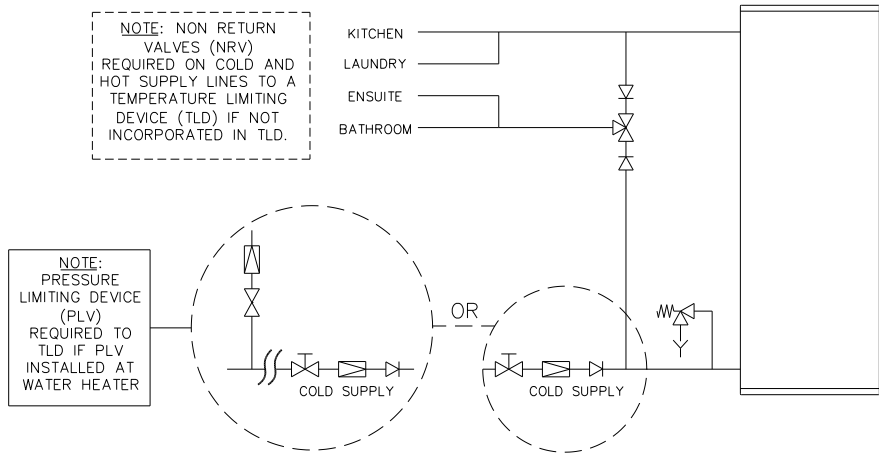 NOTE: NON RETURN
VALVES (NRV)
REQUIRED ON COLD AND
HOT SUPPLY LINES TO A
TEMPERATURE LIMITING
DEVICE (TLD) IF NOT
INCORPORATED IN TLD.
KITCHEN
LAUNDRY
ENSUITE
BATHROOM
NOTE:
PRESSURE
LIMITING DEVICE
(PLV)
REQUIRED TO
TLD IF PLV
INSTALLED AT
WATER HEATER
OR
COLD SUPPLY
COLD SUPPLY